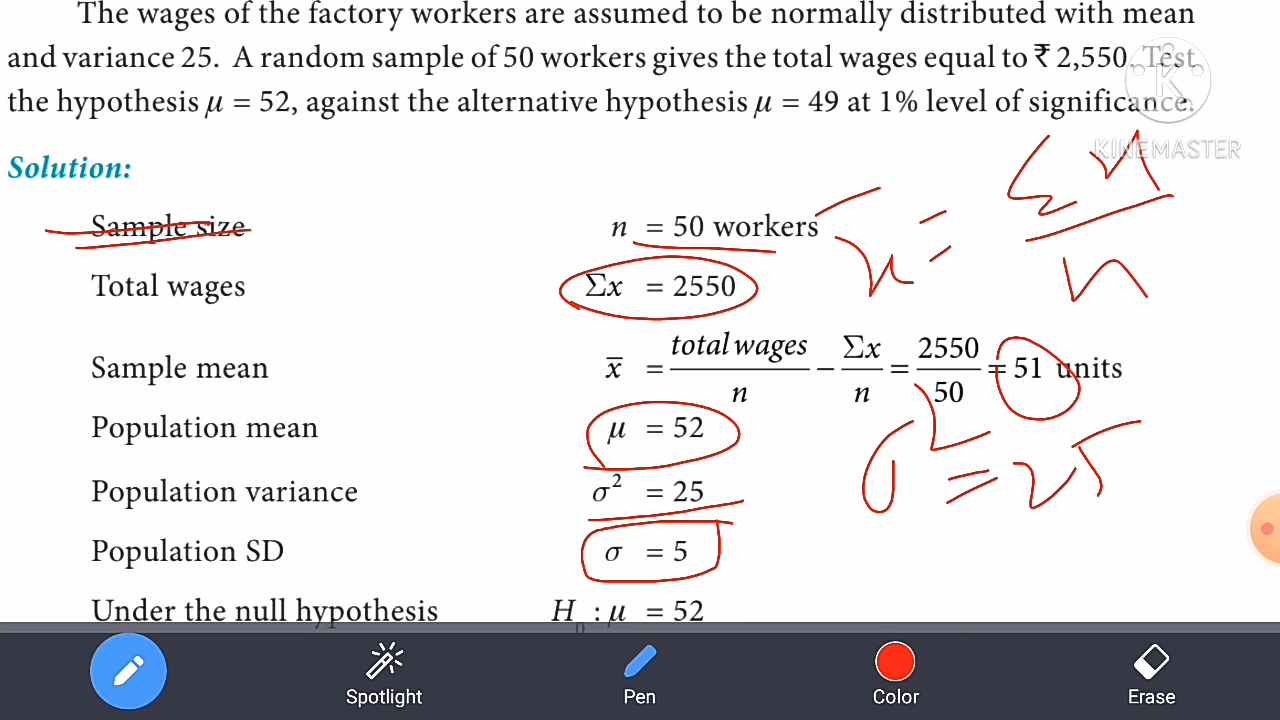 The wages of the factory workers are assumed to be normally distributed with mean
and variance 25. A random sample of 50 workers gives the total wages equal to ₹ 2,550. Test
the hypothesis μ = 52, against the alternative hypothesis μ = 49 at 1% level of significance.
KINEMASTER
Solution:
Sample size n = 50 workers
x̄ = Σx / n
Total wages Σx = 2550
Sample mean x̄ = total wages / n − Σx / n = 2550 / 50 = 51 units
Population mean μ = 52
σ² = 25
Population variance σ² = 25
Population SD σ = 5
Under the null hypothesis H₀ : μ = 52
Spotlight Pen Color Erase